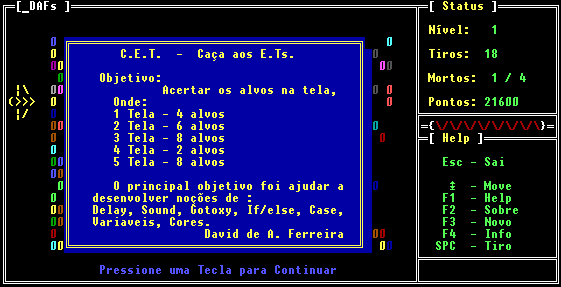 [_DAFs ]
C.E.T. - Caça aos E.Ts.
Objetivo:
Acertar os alvos na tela,
Onde:
1 Tela - 4 alvos
2 Tela - 6 alvos
3 Tela - 8 alvos
4 Tela - 2 alvos
5 Tela - 8 alvos
O principal objetivo foi ajudar a
desenvolver noções de :
Delay, Sound, Gotoxy, If/else, Case,
Variaveis, Cores.
David de A. Ferreira
Pressione uma Tecla para Continuar
[ Status ]
Nível: 1
Tiros: 18
Mortos: 1 / 4
Pontos: 21600
[ Help ]
Esc - Sai
↨ - Move
F1 - Help
F2 - Sobre
F3 - Novo
F4 - Info
SPC - Tiro